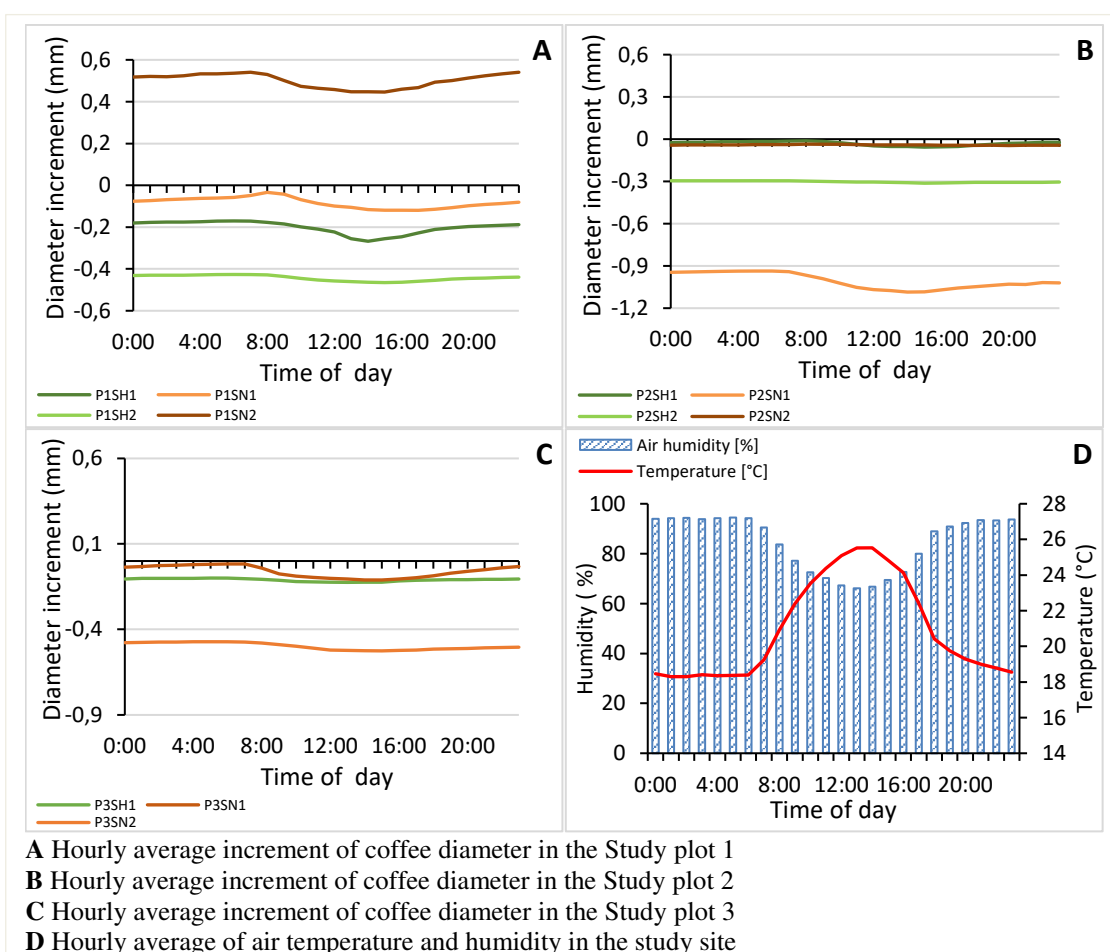 A
Diameter increment (mm)
0,6
0,4
0,2
0
-0,2
-0,4
-0,6
0:00 4:00 8:00 12:00 16:00 20:00
Time of day
P1SH1 P1SN1
P1SH2 P1SN2
B
Diameter increment (mm)
0,6
0,3
0
-0,3
-0,6
-0,9
-1,2
0:00 4:00 8:00 12:00 16:00 20:00
Time of day
P2SH1 P2SN1
P2SH2 P2SN2
C
Diameter increment (mm)
0,6
0,1
-0,4
-0,9
0:00 4:00 8:00 12:00 16:00 20:00
Time of day
P3SH1 P3SN1
P3SN2
Air humidity [%]
Temperature [°C]
D
Humidity ( %)
100
80
60
40
20
0
28
26
24
22
20
18
16
14
Temperature (°C)
0:00 4:00 8:00 12:00 16:00 20:00
Time of day
A Hourly average increment of coffee diameter in the Study plot 1
B Hourly average increment of coffee diameter in the Study plot 2
C Hourly average increment of coffee diameter in the Study plot 3
D Hourly average of air temperature and humidity in the study site